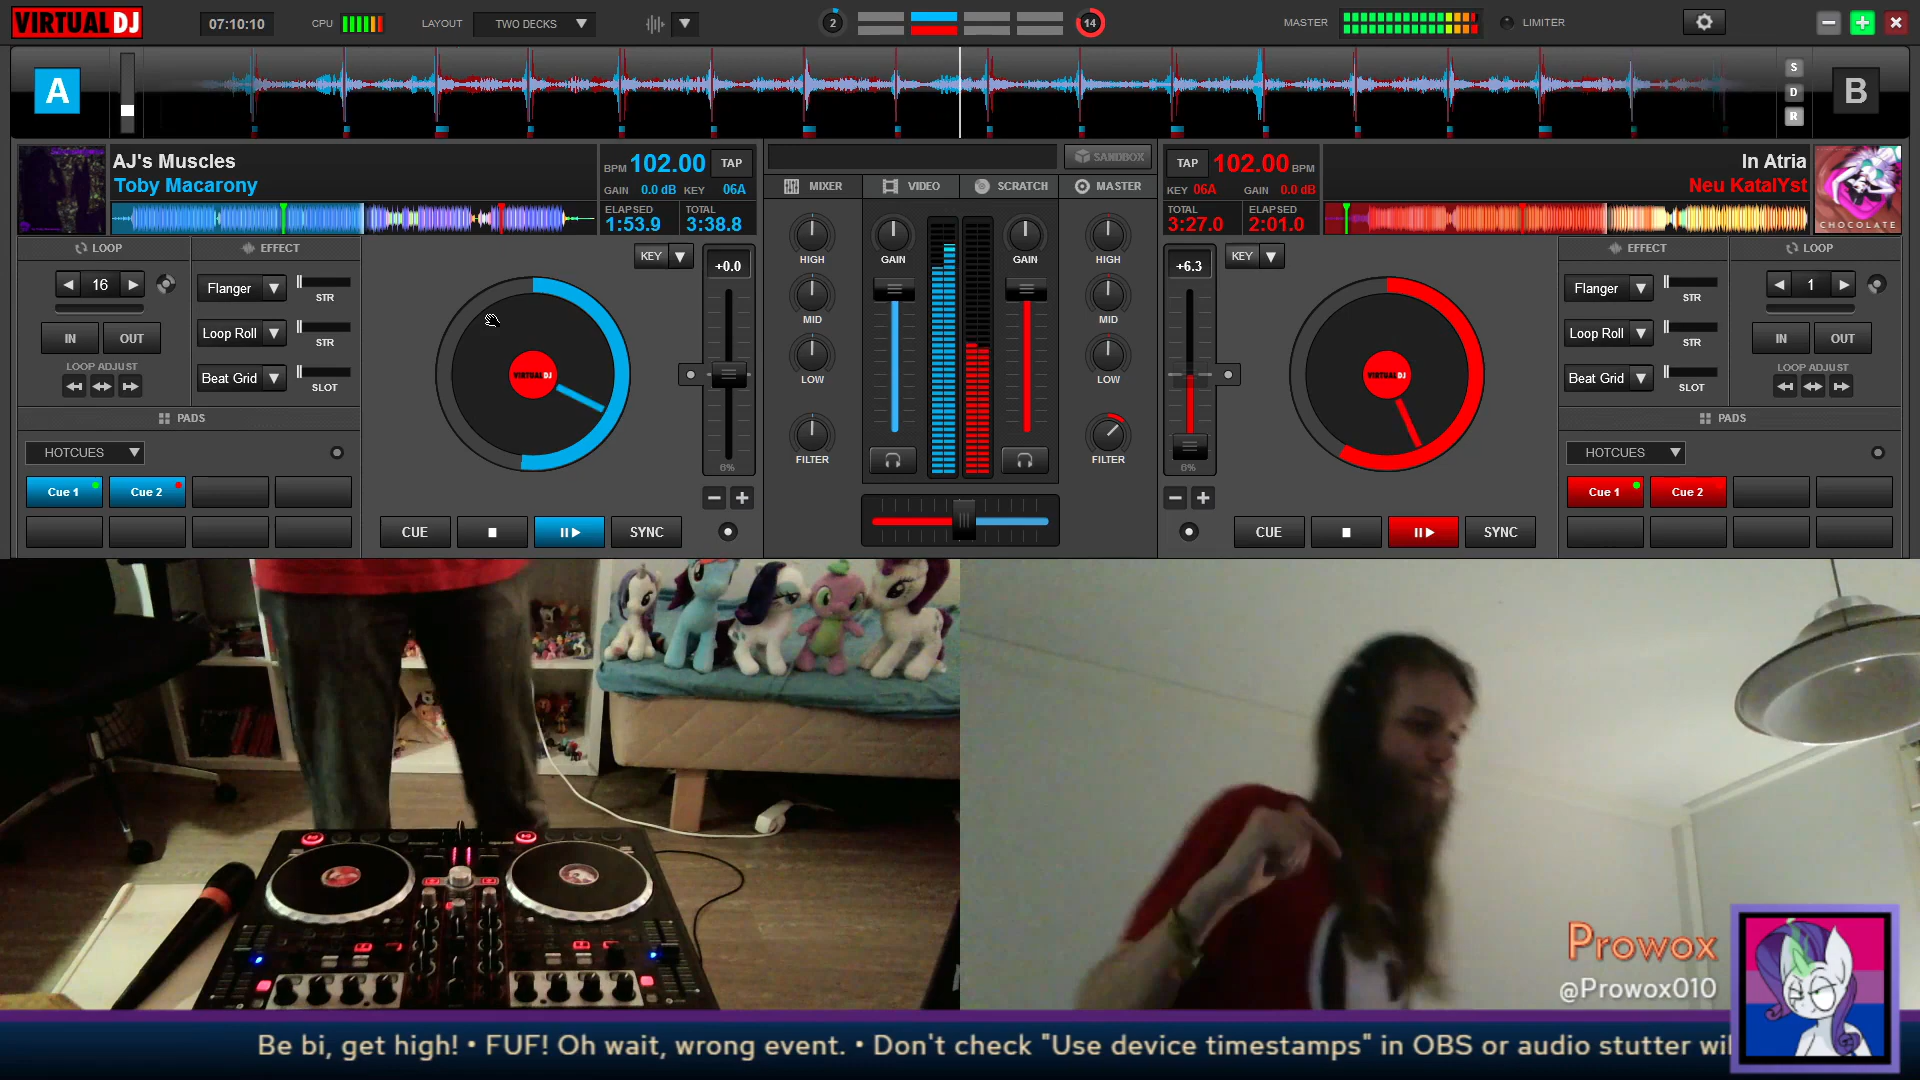 VIRTUAL DJ
07:10:10
CPU
LAYOUT
TWO DECKS
2
14
MASTER
LIMITER
A
S
D
R
B
AJ's Muscles
Toby Macarony
BPM 102.00 TAP
GAIN 0.0 dB KEY 06A
ELAPSED TOTAL
1:53.9 3:38.8
SANDBOX
MIXER VIDEO SCRATCH MASTER
TAP 102.00 BPM
KEY 06A GAIN 0.0 dB
TOTAL ELAPSED
3:27.0 2:01.0
In Atria
Neu KatalYst
CHOCOLATE
LOOP
16
IN OUT
LOOP ADJUST
EFFECT
Flanger STR
Loop Roll STR
Beat Grid SLOT
PADS
HOTCUES
Cue 1 Cue 2
KEY
+0.0
6%
VIRTUAL DJ
CUE SYNC
HIGH
MID
LOW
FILTER
GAIN GAIN
HIGH
MID
LOW
FILTER
+6.3
KEY
6%
VIRTUAL DJ
CUE SYNC
EFFECT
Flanger STR
Loop Roll STR
Beat Grid SLOT
LOOP
1
IN OUT
LOOP ADJUST
PADS
HOTCUES
Cue 1 Cue 2
Prowox
@Prowox010
Be bi, get high! • FUF! Oh wait, wrong event. • Don't check "Use device timestamps" in OBS or audio stutter wil